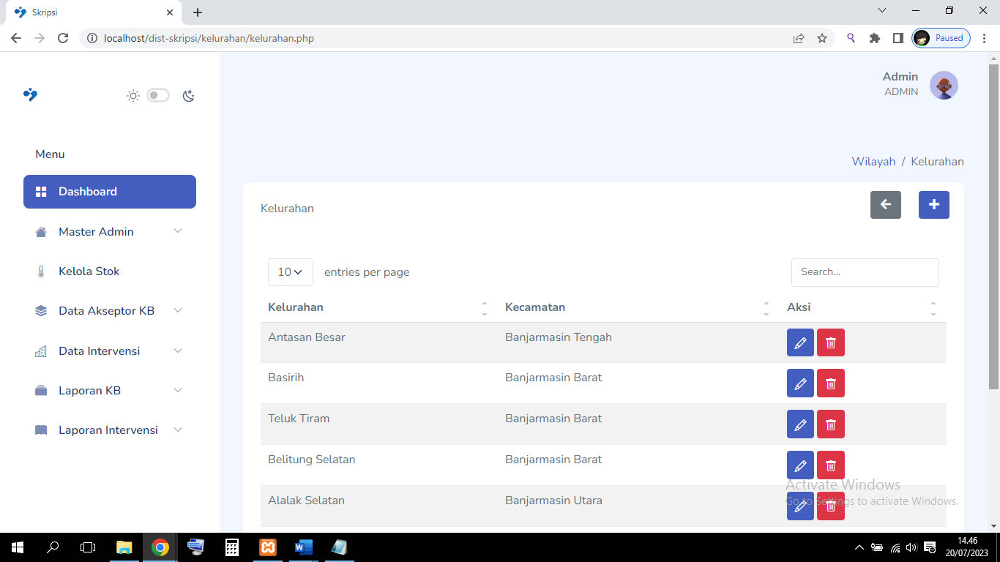 Skripsi
localhost/dist-skripsi/kelurahan/kelurahan.php
Paused
Admin
ADMIN
Menu
Dashboard
Master Admin
Kelola Stok
Data Akseptor KB
Data Intervensi
Laporan KB
Laporan Intervensi
Wilayah / Kelurahan
Kelurahan
10 entries per page
Search...
Kelurahan Kecamatan Aksi
Antasan Besar Banjarmasin Tengah
Basirih Banjarmasin Barat
Teluk Tiram Banjarmasin Barat
Belitung Selatan Banjarmasin Barat
Alalak Selatan Banjarmasin Utara
Activate Windows
Go to Settings to activate Windows.
14.46
20/07/2023